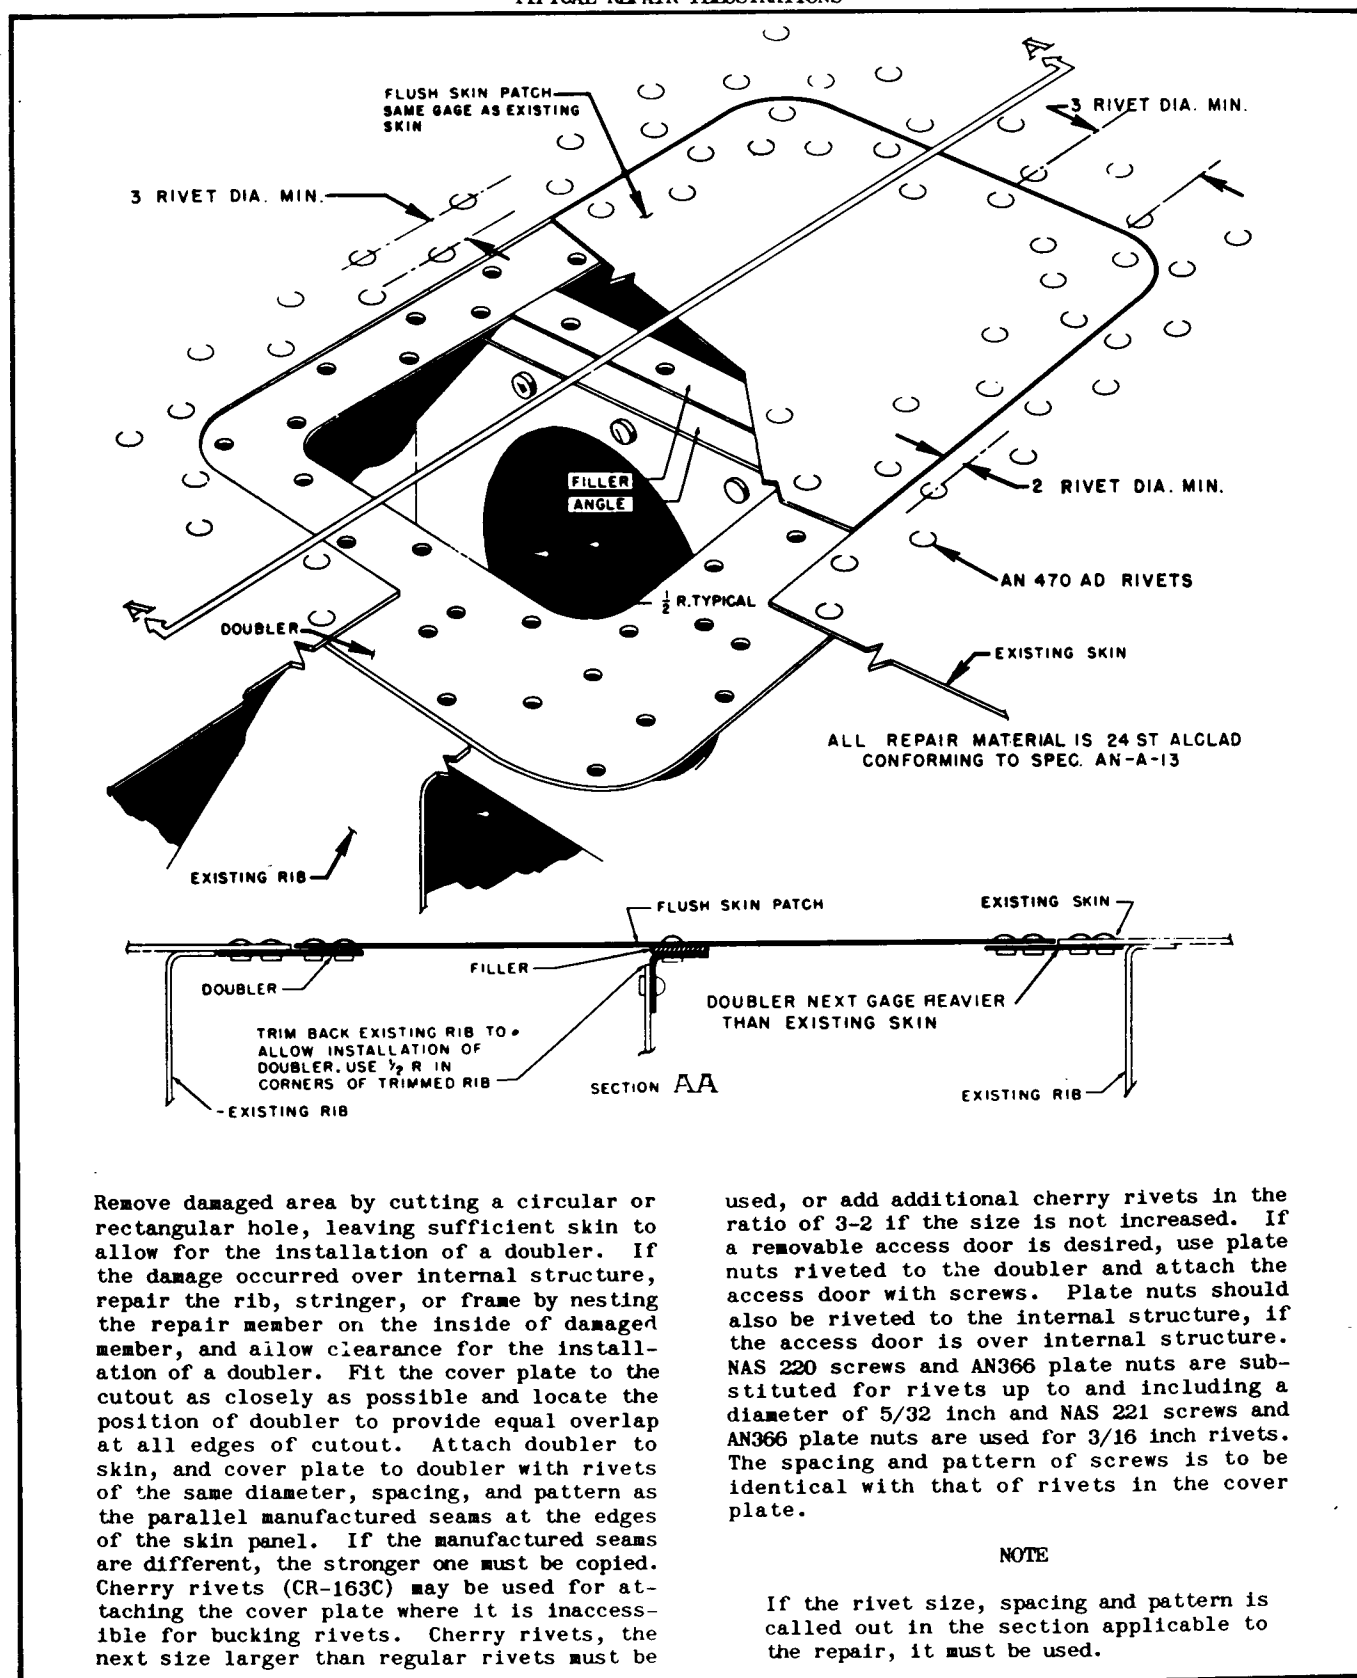 TYPICAL REPAIR ILLUSTRATIONS
A
FLUSH SKIN PATCH
SAME GAGE AS EXISTING
SKIN
3 RIVET DIA. MIN.
3 RIVET DIA. MIN.
FILLER
ANGLE
2 RIVET DIA. MIN.
AN 470 AD RIVETS
1/2 R. TYPICAL
A
DOUBLER
EXISTING SKIN
ALL REPAIR MATERIAL IS 24 ST ALCLAD
CONFORMING TO SPEC. AN-A-13
EXISTING RIB
FLUSH SKIN PATCH
EXISTING SKIN
FILLER
DOUBLER
DOUBLER NEXT GAGE HEAVIER
THAN EXISTING SKIN
TRIM BACK EXISTING RIB TO
ALLOW INSTALLATION OF
DOUBLER. USE 1/2 R IN
CORNERS OF TRIMMED RIB
SECTION AA
EXISTING RIB
EXISTING RIB
Remove damaged area by cutting a circular or
rectangular hole, leaving sufficient skin to
allow for the installation of a doubler. If
the damage occurred over internal structure,
repair the rib, stringer, or frame by nesting
the repair member on the inside of damaged
member, and allow clearance for the install-
ation of a doubler. Fit the cover plate to the
cutout as closely as possible and locate the
position of doubler to provide equal overlap
at all edges of cutout. Attach doubler to
skin, and cover plate to doubler with rivets
of the same diameter, spacing, and pattern as
the parallel manufactured seams at the edges
of the skin panel. If the manufactured seams
are different, the stronger one must be copied.
Cherry rivets (CR-163C) may be used for at-
taching the cover plate where it is inaccess-
ible for bucking rivets. Cherry rivets, the
next size larger than regular rivets must be
used, or add additional cherry rivets in the
ratio of 3-2 if the size is not increased. If
a removable access door is desired, use plate
nuts riveted to the doubler and attach the
access door with screws. Plate nuts should
also be riveted to the internal structure, if
the access door is over internal structure.
NAS 220 screws and AN366 plate nuts are sub-
stituted for rivets up to and including a
diameter of 5/32 inch and NAS 221 screws and
AN366 plate nuts are used for 3/16 inch rivets.
The spacing and pattern of screws is to be
identical with that of rivets in the cover
plate.
NOTE
If the rivet size, spacing and pattern is
called out in the section applicable to
the repair, it must be used.